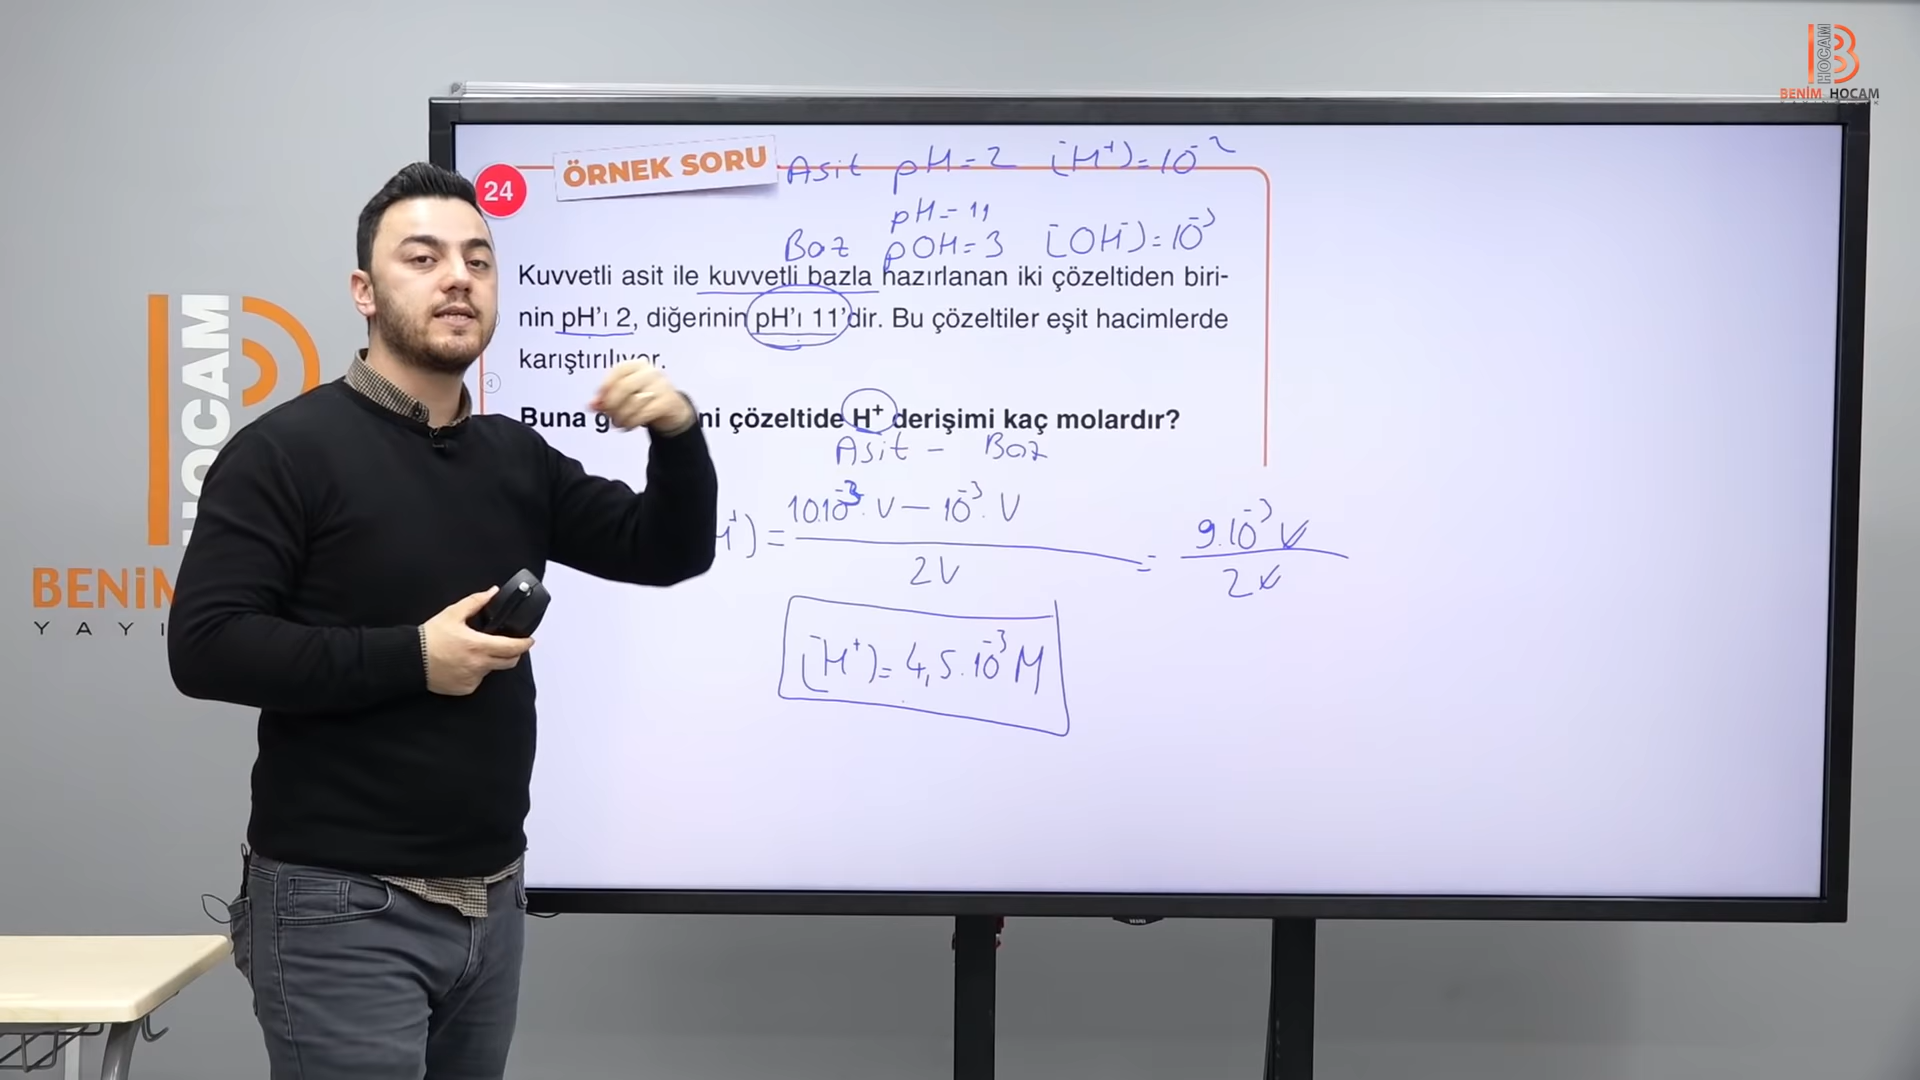 HOCAM
BENİM HOCAM
24
ÖRNEK SORU
Asit pH=2 [H⁺]=10⁻²
pH=11
Baz pOH=3 [OH⁻]=10⁻³
Kuvvetli asit ile kuvvetli bazla hazırlanan iki çözeltiden biri-
nin pH'ı 2, diğerinin pH'ı 11'dir. Bu çözeltiler eşit hacimlerde
karıştırılıyor.
Buna ni çözeltide H⁺ derişimi kaç molardır?
Asit - Baz
10.10⁻³.V - 10⁻³.V
= =
2V
9.10⁻³V
2V
[H⁺]=4,5.10⁻³M
HOCAM
BENİM
YAYI